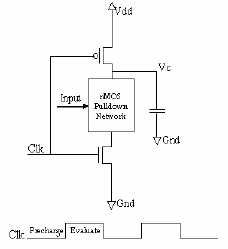 Vdd
Vc
Input
nMOS
Pulldown
Network
Clk
Gnd
Gnd
Clk Precharge Evaluate